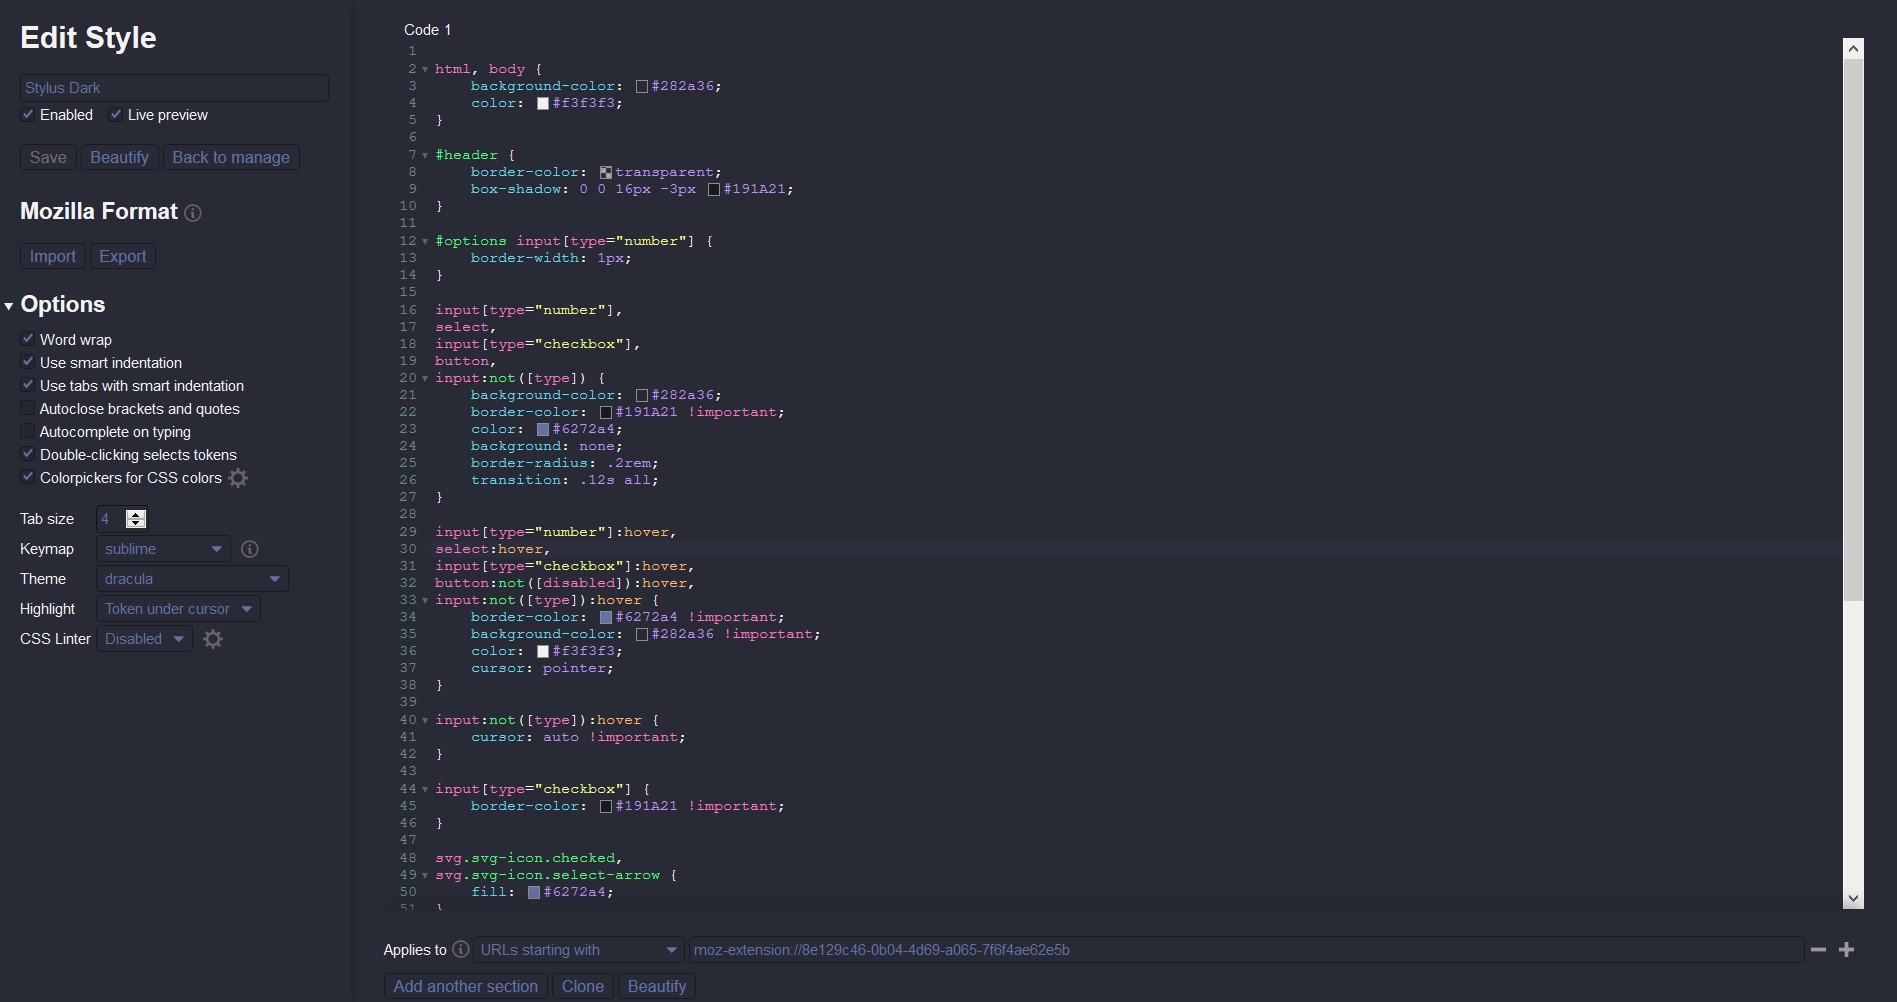 Edit Style
Stylus Dark
Enabled Live preview
Save Beautify Back to manage
Mozilla Format
Import Export
Options
Word wrap
Use smart indentation
Use tabs with smart indentation
Autoclose brackets and quotes
Autocomplete on typing
Double-clicking selects tokens
Colorpickers for CSS colors
Tab size 4
Keymap sublime
Theme dracula
Highlight Token under cursor
CSS Linter Disabled
Code 1
1
2 html, body {
3 background-color: #282a36;
4 color: #f3f3f3;
5 }
6
7 #header {
8 border-color: transparent;
9 box-shadow: 0 0 16px -3px #191A21;
10 }
11
12 #options input[type="number"] {
13 border-width: 1px;
14 }
15
16 input[type="number"],
17 select,
18 input[type="checkbox"],
19 button,
20 input:not([type]) {
21 background-color: #282a36;
22 border-color: #191A21 !important;
23 color: #6272a4;
24 background: none;
25 border-radius: .2rem;
26 transition: .12s all;
27 }
28
29 input[type="number"]:hover,
30 select:hover,
31 input[type="checkbox"]:hover,
32 button:not([disabled]):hover,
33 input:not([type]):hover {
34 border-color: #6272a4 !important;
35 background-color: #282a36 !important;
36 color: #f3f3f3;
37 cursor: pointer;
38 }
39
40 input:not([type]):hover {
41 cursor: auto !important;
42 }
43
44 input[type="checkbox"] {
45 border-color: #191A21 !important;
46 }
47
48 svg.svg-icon.checked,
49 svg.svg-icon.select-arrow {
50 fill: #6272a4;
51 }
Applies to URLs starting with moz-extension://8e129c46-0b04-4d69-a065-7f6f4ae62e5b
Add another section Clone Beautify